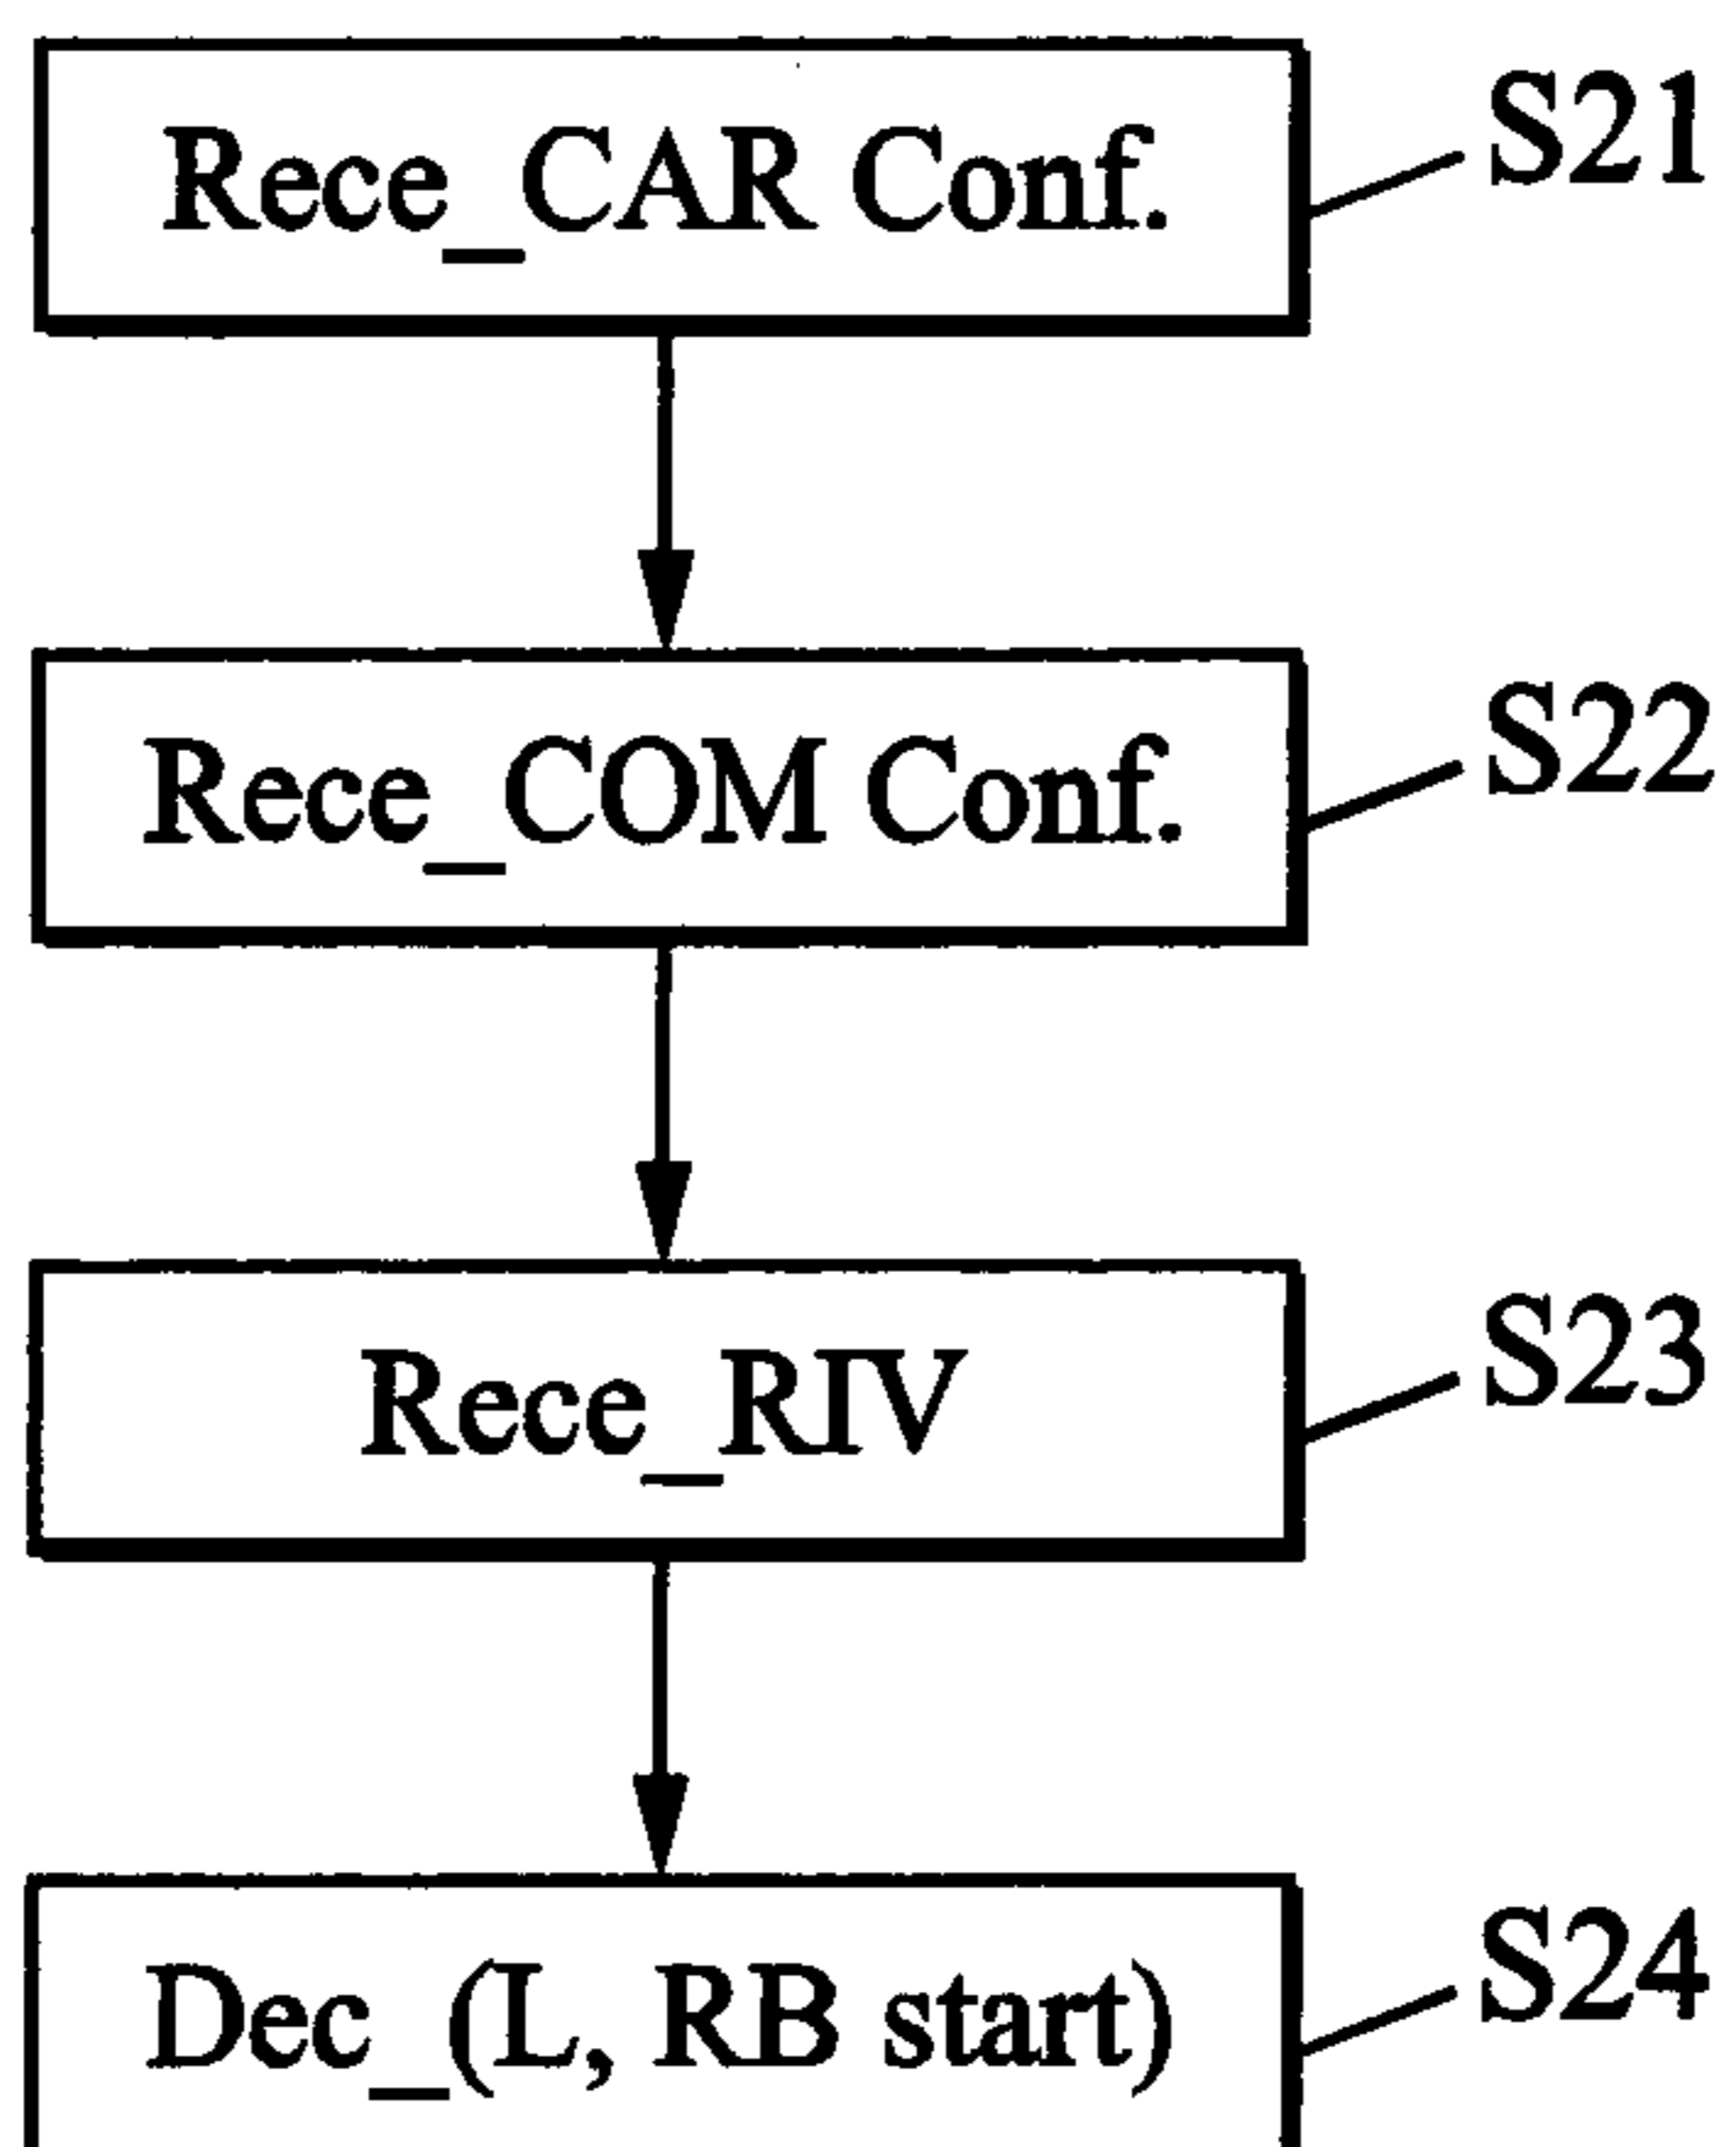 Rece_CAR Conf.
S21
Rece_COM Conf.
S22
Rece_RIV
S23
Dec_(L, RB start)
S24